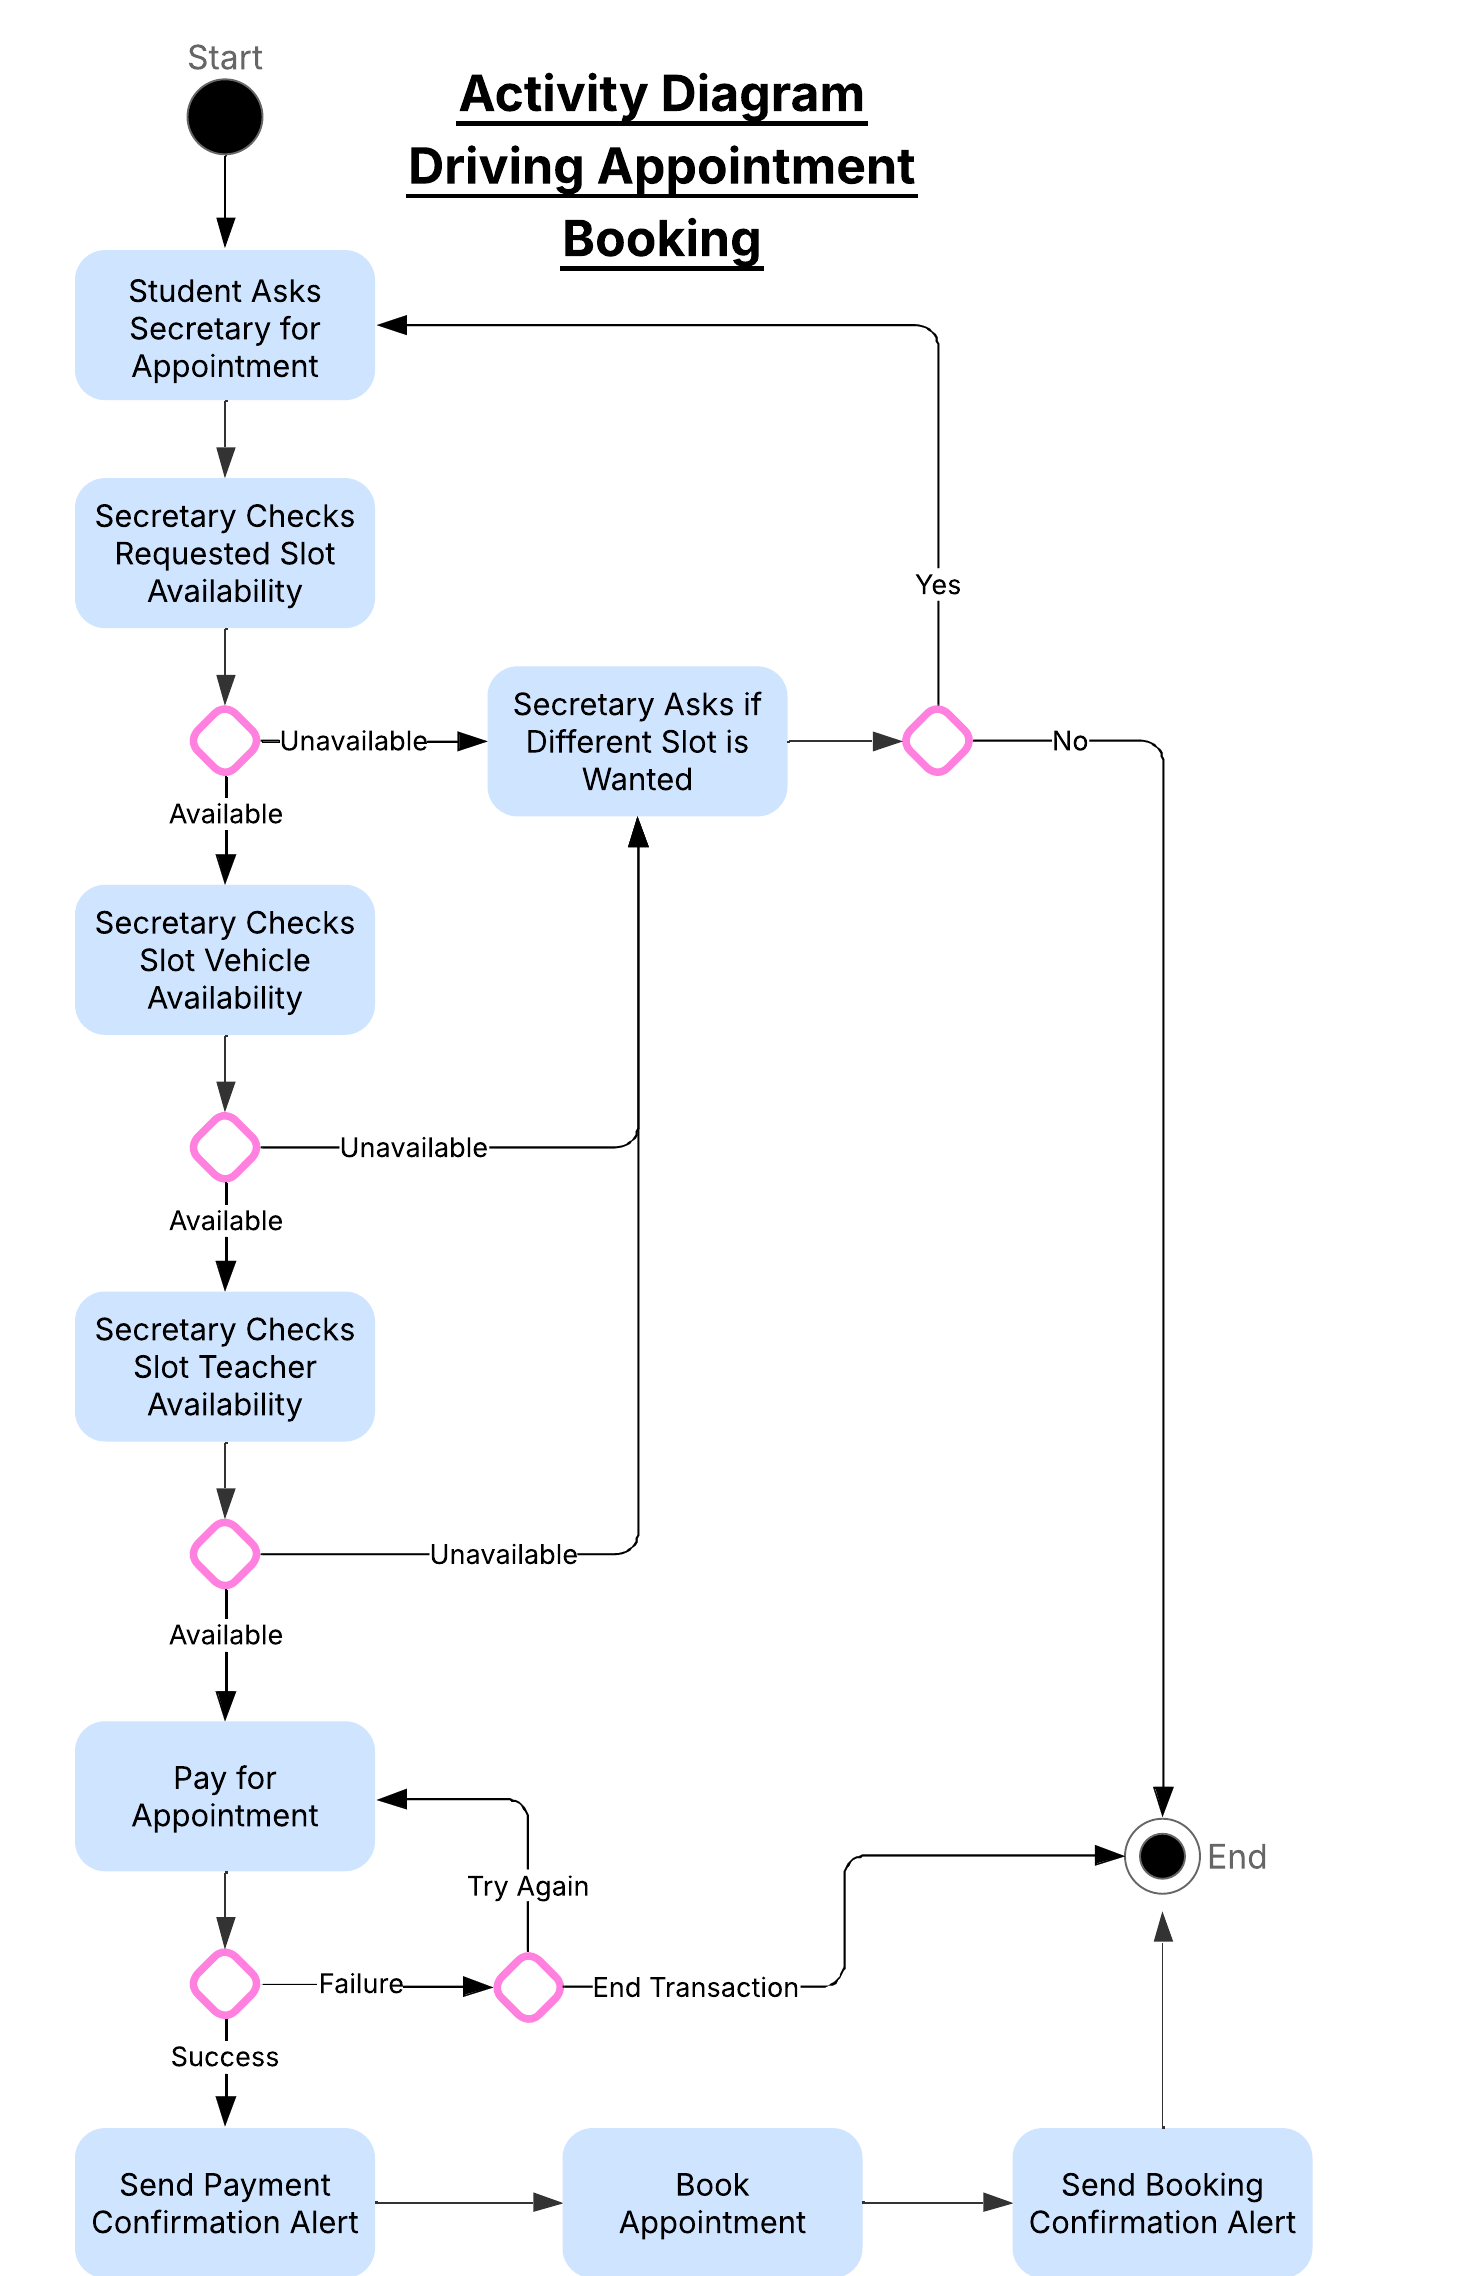 Start
Activity Diagram
Driving Appointment
Booking
Student Asks
Secretary for
Appointment
Secretary Checks
Requested Slot
Availability
Yes
Secretary Asks if
Different Slot is
Wanted
Unavailable
No
Available
Secretary Checks
Slot Vehicle
Availability
Unavailable
Available
Secretary Checks
Slot Teacher
Availability
Unavailable
Available
Pay for
Appointment
Try Again
End
Failure
End Transaction
Success
Send Payment
Confirmation Alert
Book
Appointment
Send Booking
Confirmation Alert